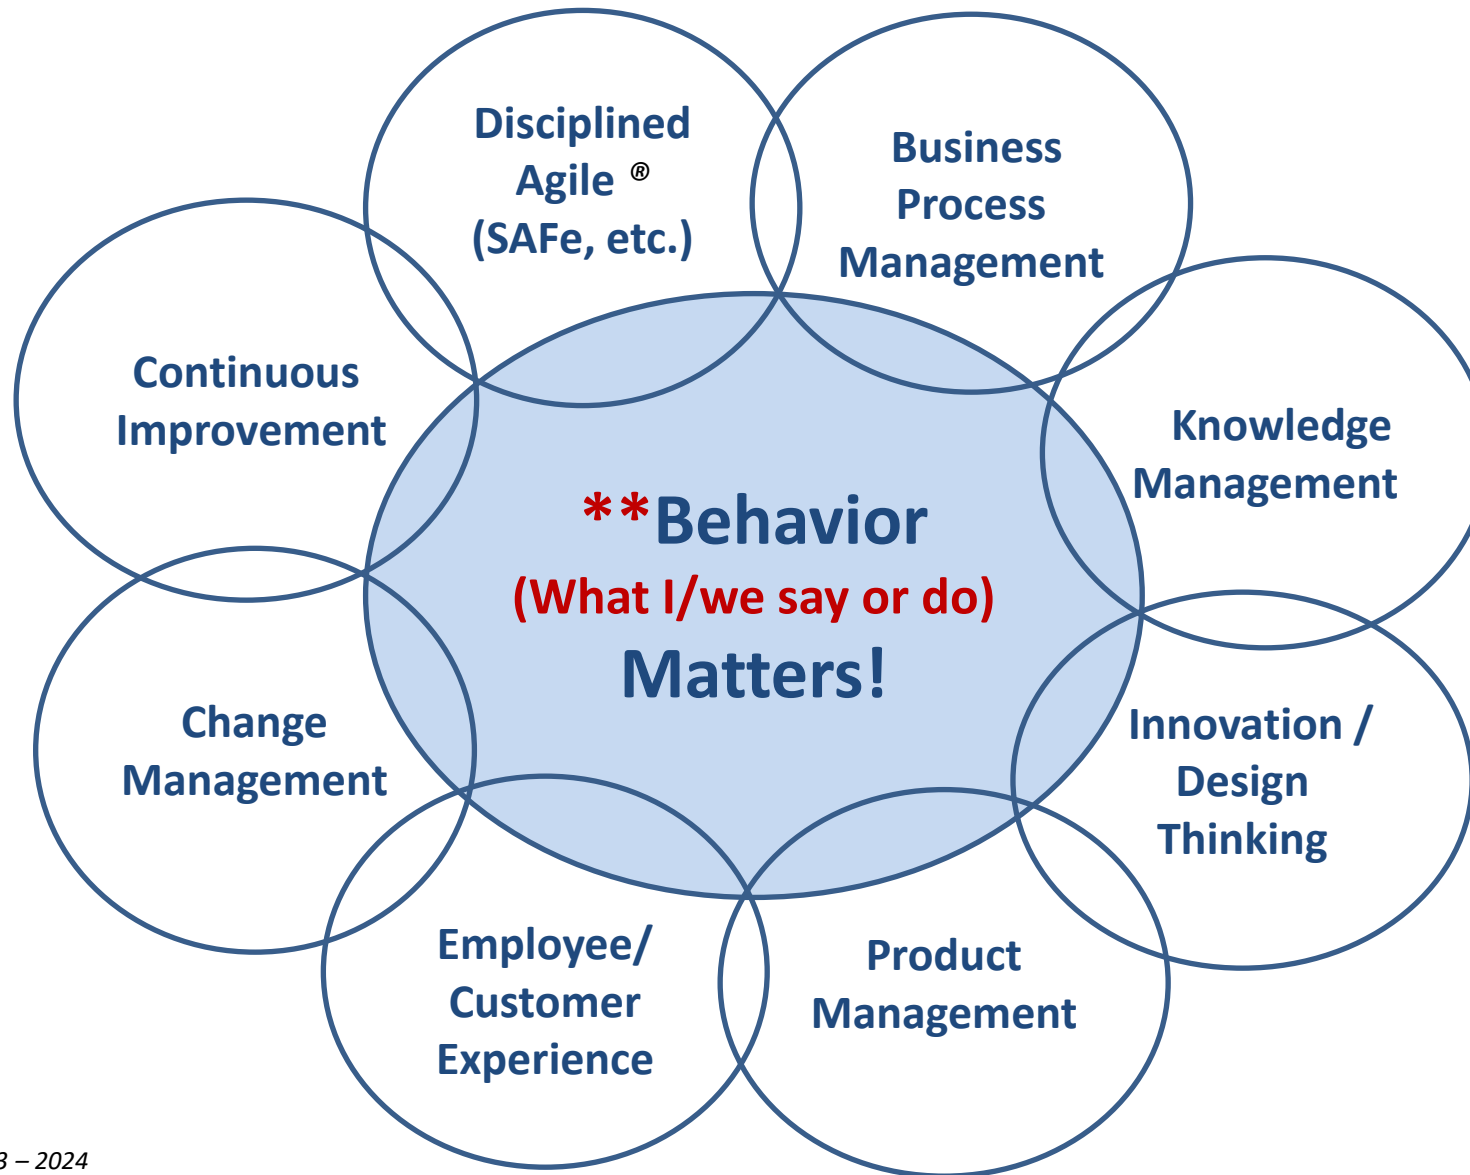 Disciplined
Agile ®
(SAFe, etc.)
Business
Process
Management
Continuous
Improvement
Knowledge
Management
**Behavior
(What I/we say or do)
Matters!
Change
Management
Innovation /
Design
Thinking
Employee/
Customer
Experience
Product
Management
3 – 2024